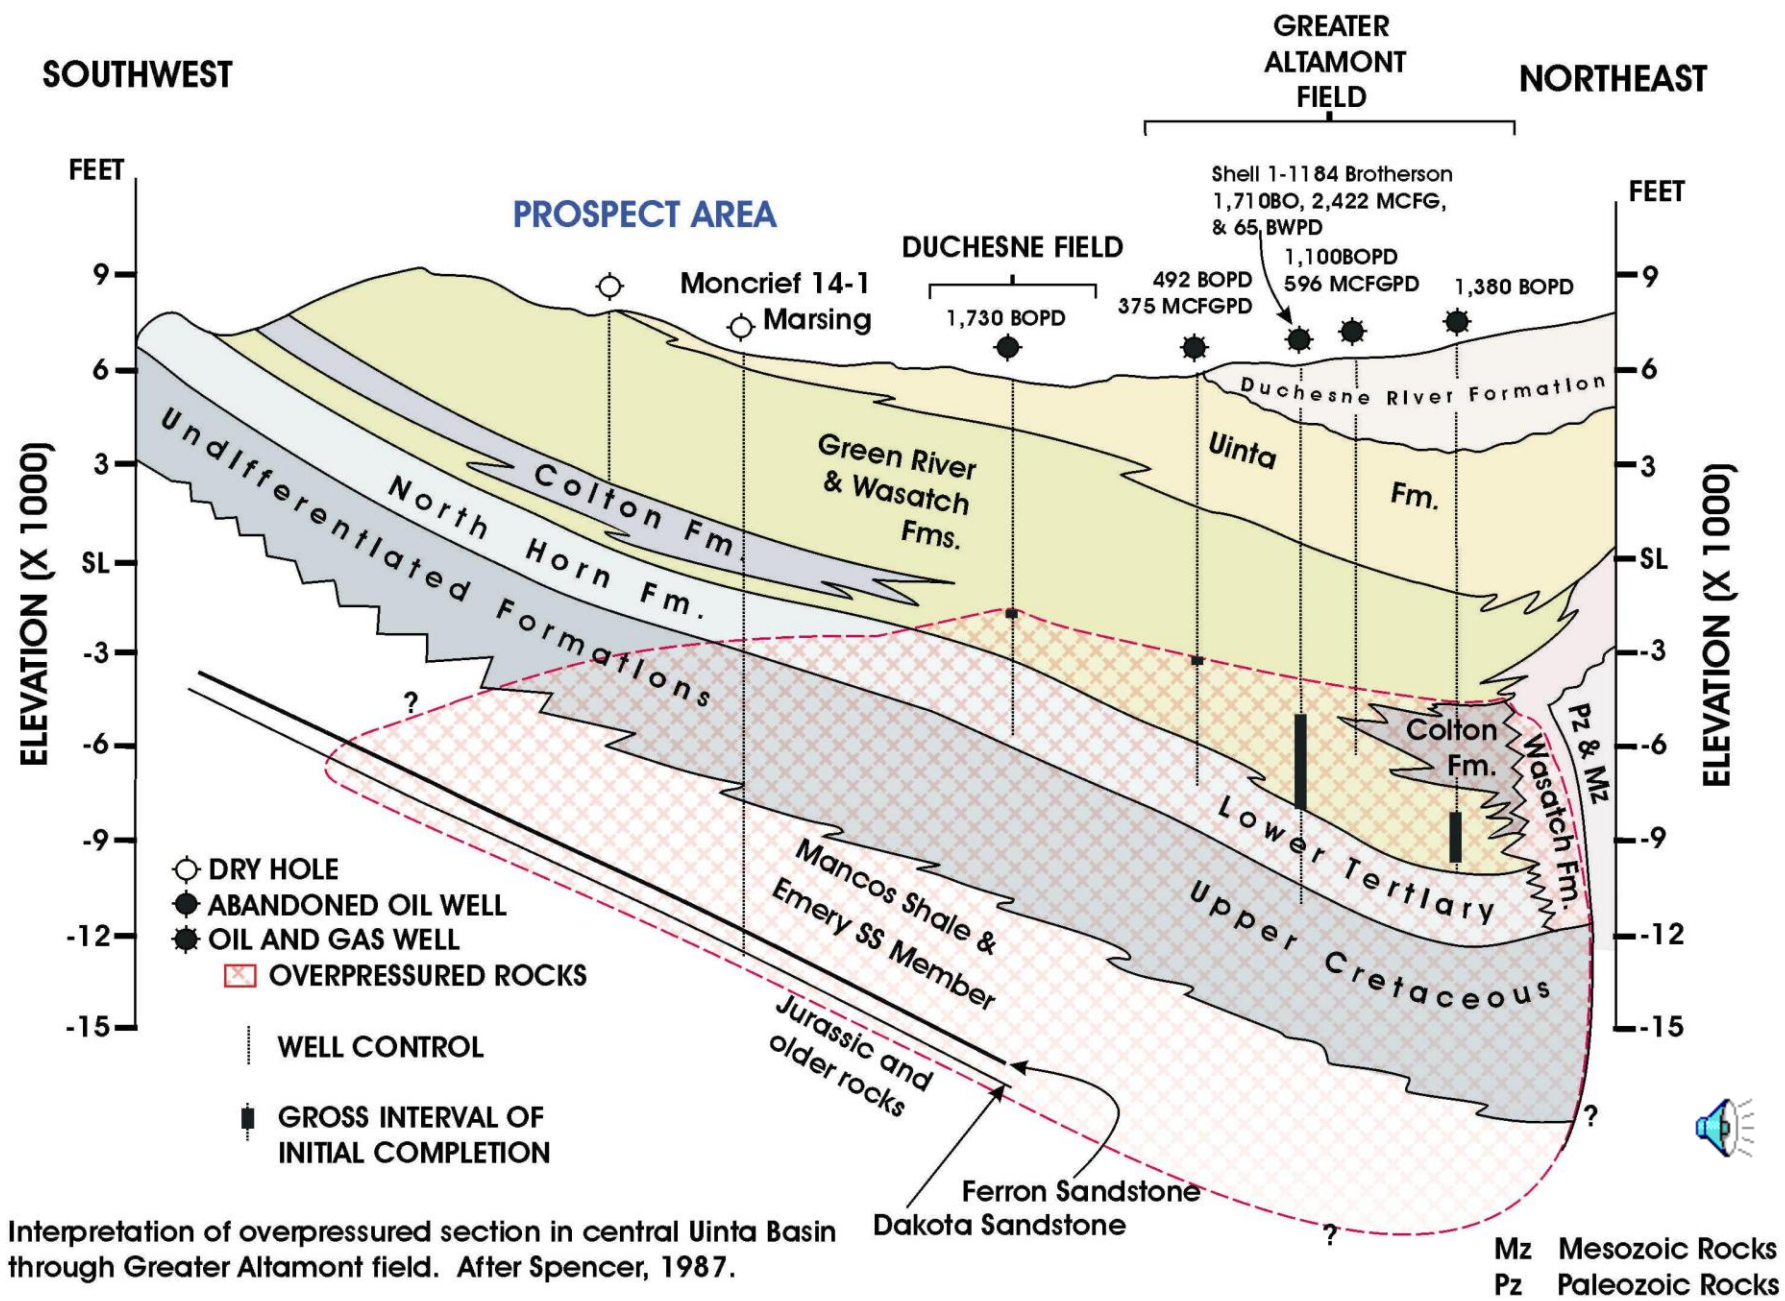 GREATER
ALTAMONT
FIELD
SOUTHWEST
NORTHEAST
FEET
FEET
PROSPECT AREA
Shell 1-1184 Brotherson
1,710BO, 2,422 MCFG,
& 65 BWPD
DUCHESNE FIELD
1,100BOPD
596 MCFGPD
492 BOPD
375 MCFGPD
1,380 BOPD
Moncrief 14-1
Marsing
1,730 BOPD
9
6
3
SL
-3
-6
-9
-12
-15
9
6
3
SL
-3
-6
-9
-12
-15
ELEVATION (X 1000)
ELEVATION (X 1000)
Duchesne River Formation
Uinta
Fm.
Green River
& Wasatch
Fms.
Colton Fm.
North Horn Fm.
Undifferentiated Formations
?
Colton
Fm.
Wasatch Fm.
Pz & Mz
Lower Tertiary
Upper Cretaceous
Mancos Shale &
Emery SS Member
Jurassic and
older rocks
DRY HOLE
ABANDONED OIL WELL
OIL AND GAS WELL
OVERPRESSURED ROCKS
WELL CONTROL
GROSS INTERVAL OF
INITIAL COMPLETION
?
Ferron Sandstone
Dakota Sandstone
?
Interpretation of overpressured section in central Uinta Basin
through Greater Altamont field. After Spencer, 1987.
Mz Mesozoic Rocks
Pz Paleozoic Rocks